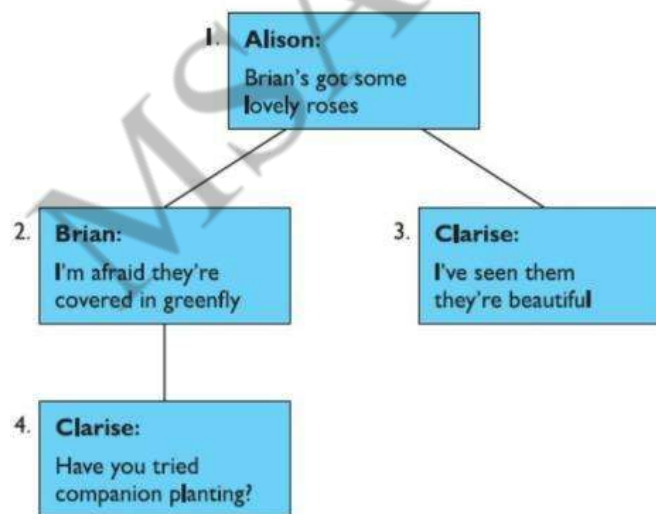 1. Alison:
Brian's got some
lovely roses
2. Brian:
I'm afraid they're
covered in greenfly
3. Clarise:
I've seen them
they're beautiful
4. Clarise:
Have you tried
companion planting?
MSA